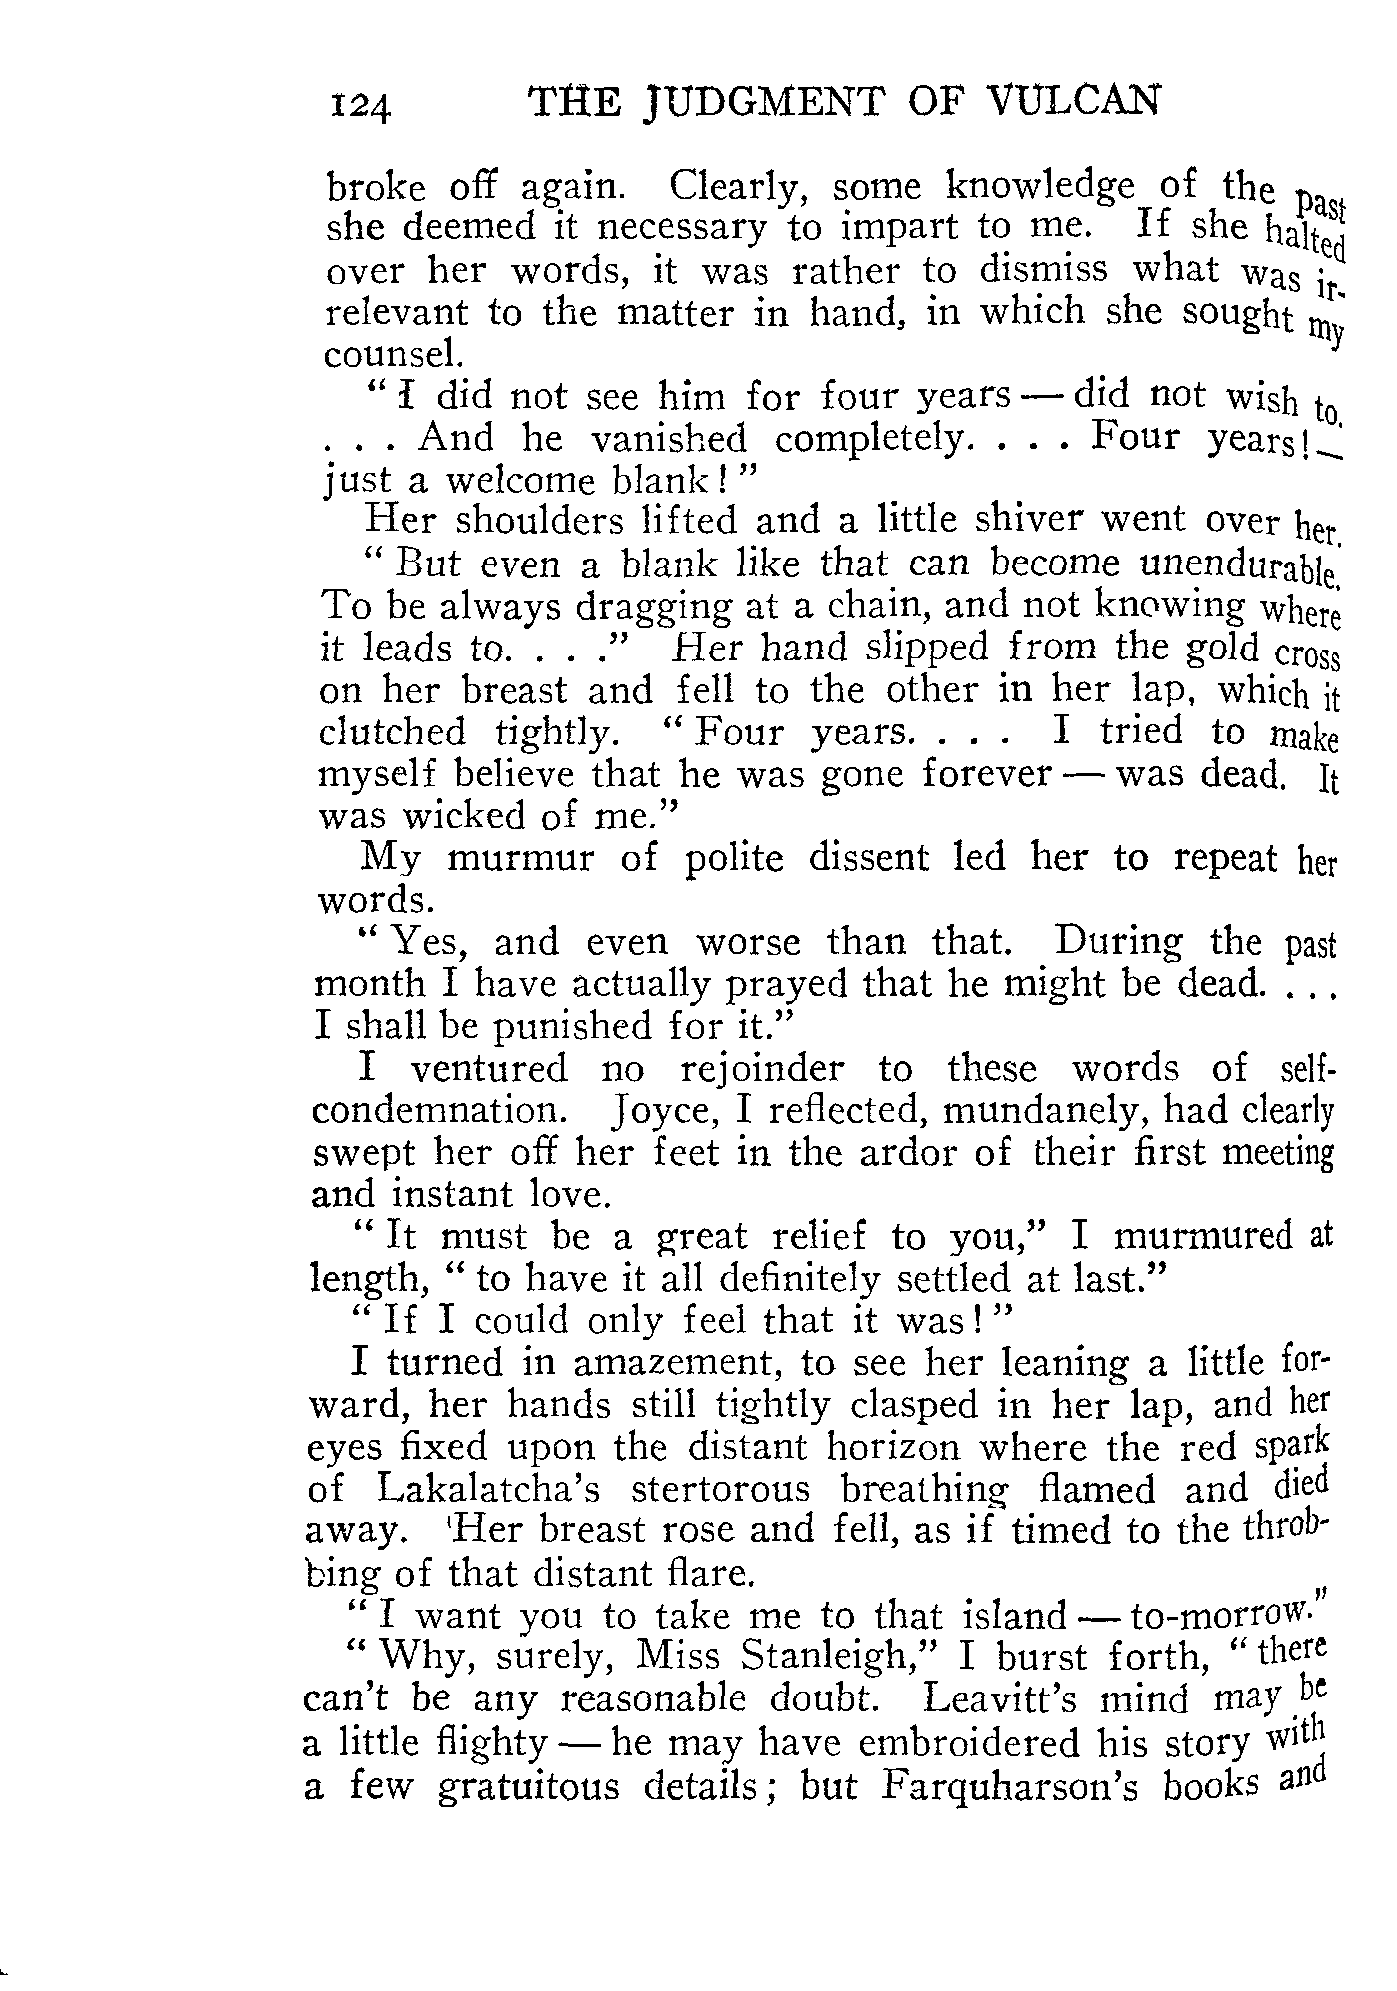 124 THE JUDGMENT OF VULCAN
broke off again. Clearly, some knowledge of the past
she deemed it necessary to impart to me. If she halted
over her words, it was rather to dismiss what was ir-
relevant to the matter in hand, in which she sought my
counsel.
“I did not see him for four years — did not wish to.
. . . And he vanished completely. . . . Four years! —
just a welcome blank!”
Her shoulders lifted and a little shiver went over her.
“But even a blank like that can become unendurable.
To be always dragging at a chain, and not knowing where
it leads to. . . .” Her hand slipped from the gold cross
on her breast and fell to the other in her lap, which it
clutched tightly. “Four years. . . . I tried to make
myself believe that he was gone forever — was dead. It
was wicked of me.”
My murmur of polite dissent led her to repeat her
words.
“Yes, and even worse than that. During the past
month I have actually prayed that he might be dead. . . .
I shall be punished for it.”
I ventured no rejoinder to these words of self-
condemnation. Joyce, I reflected, mundanely, had clearly
swept her off her feet in the ardor of their first meeting
and instant love.
“It must be a great relief to you,” I murmured at
length, “to have it all definitely settled at last.”
“If I could only feel that it was!”
I turned in amazement, to see her leaning a little for-
ward, her hands still tightly clasped in her lap, and her
eyes fixed upon the distant horizon where the red spark
of Lakalatcha's stertorous breathing flamed and died
away. Her breast rose and fell, as if timed to the throb-
bing of that distant flare.
“I want you to take me to that island — to-morrow.”
“Why, surely, Miss Stanleigh,” I burst forth, “there
can't be any reasonable doubt. Leavitt's mind may be
a little flighty — he may have embroidered his story with
a few gratuitous details; but Farquharson's books and